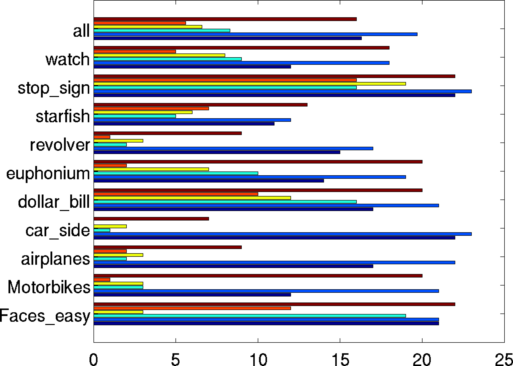 all
watch
stop_sign
starfish
revolver
euphonium
dollar_bill
car_side
airplanes
Motorbikes
Faces_easy
0 5 10 15 20 25